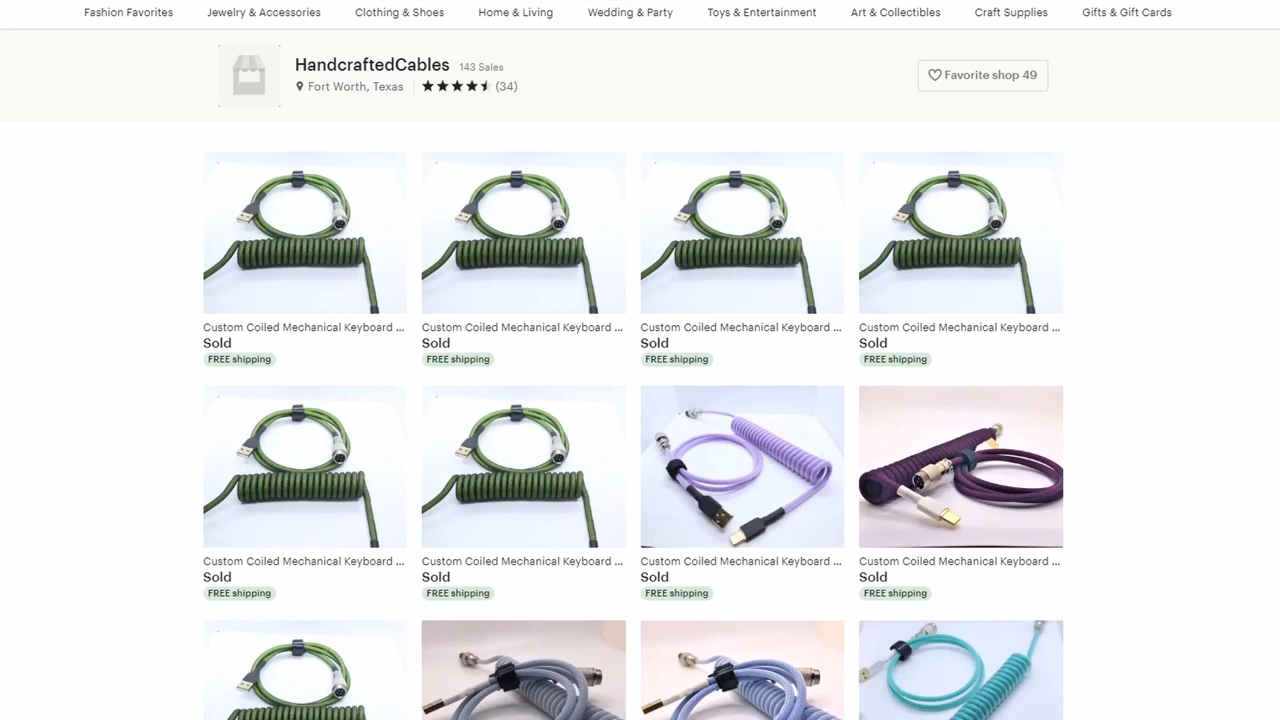 Fashion Favorites Jewelry & Accessories Clothing & Shoes Home & Living Wedding & Party Toys & Entertainment Art & Collectibles Craft Supplies Gifts & Gift Cards
HandcraftedCables 143 Sales
Fort Worth, Texas (34)
Favorite shop 49
Custom Coiled Mechanical Keyboard ... Custom Coiled Mechanical Keyboard ... Custom Coiled Mechanical Keyboard ... Custom Coiled Mechanical Keyboard ...
Sold Sold Sold Sold
FREE shipping FREE shipping FREE shipping FREE shipping
Custom Coiled Mechanical Keyboard ... Custom Coiled Mechanical Keyboard ... Custom Coiled Mechanical Keyboard ... Custom Coiled Mechanical Keyboard ...
Sold Sold Sold Sold
FREE shipping FREE shipping FREE shipping FREE shipping